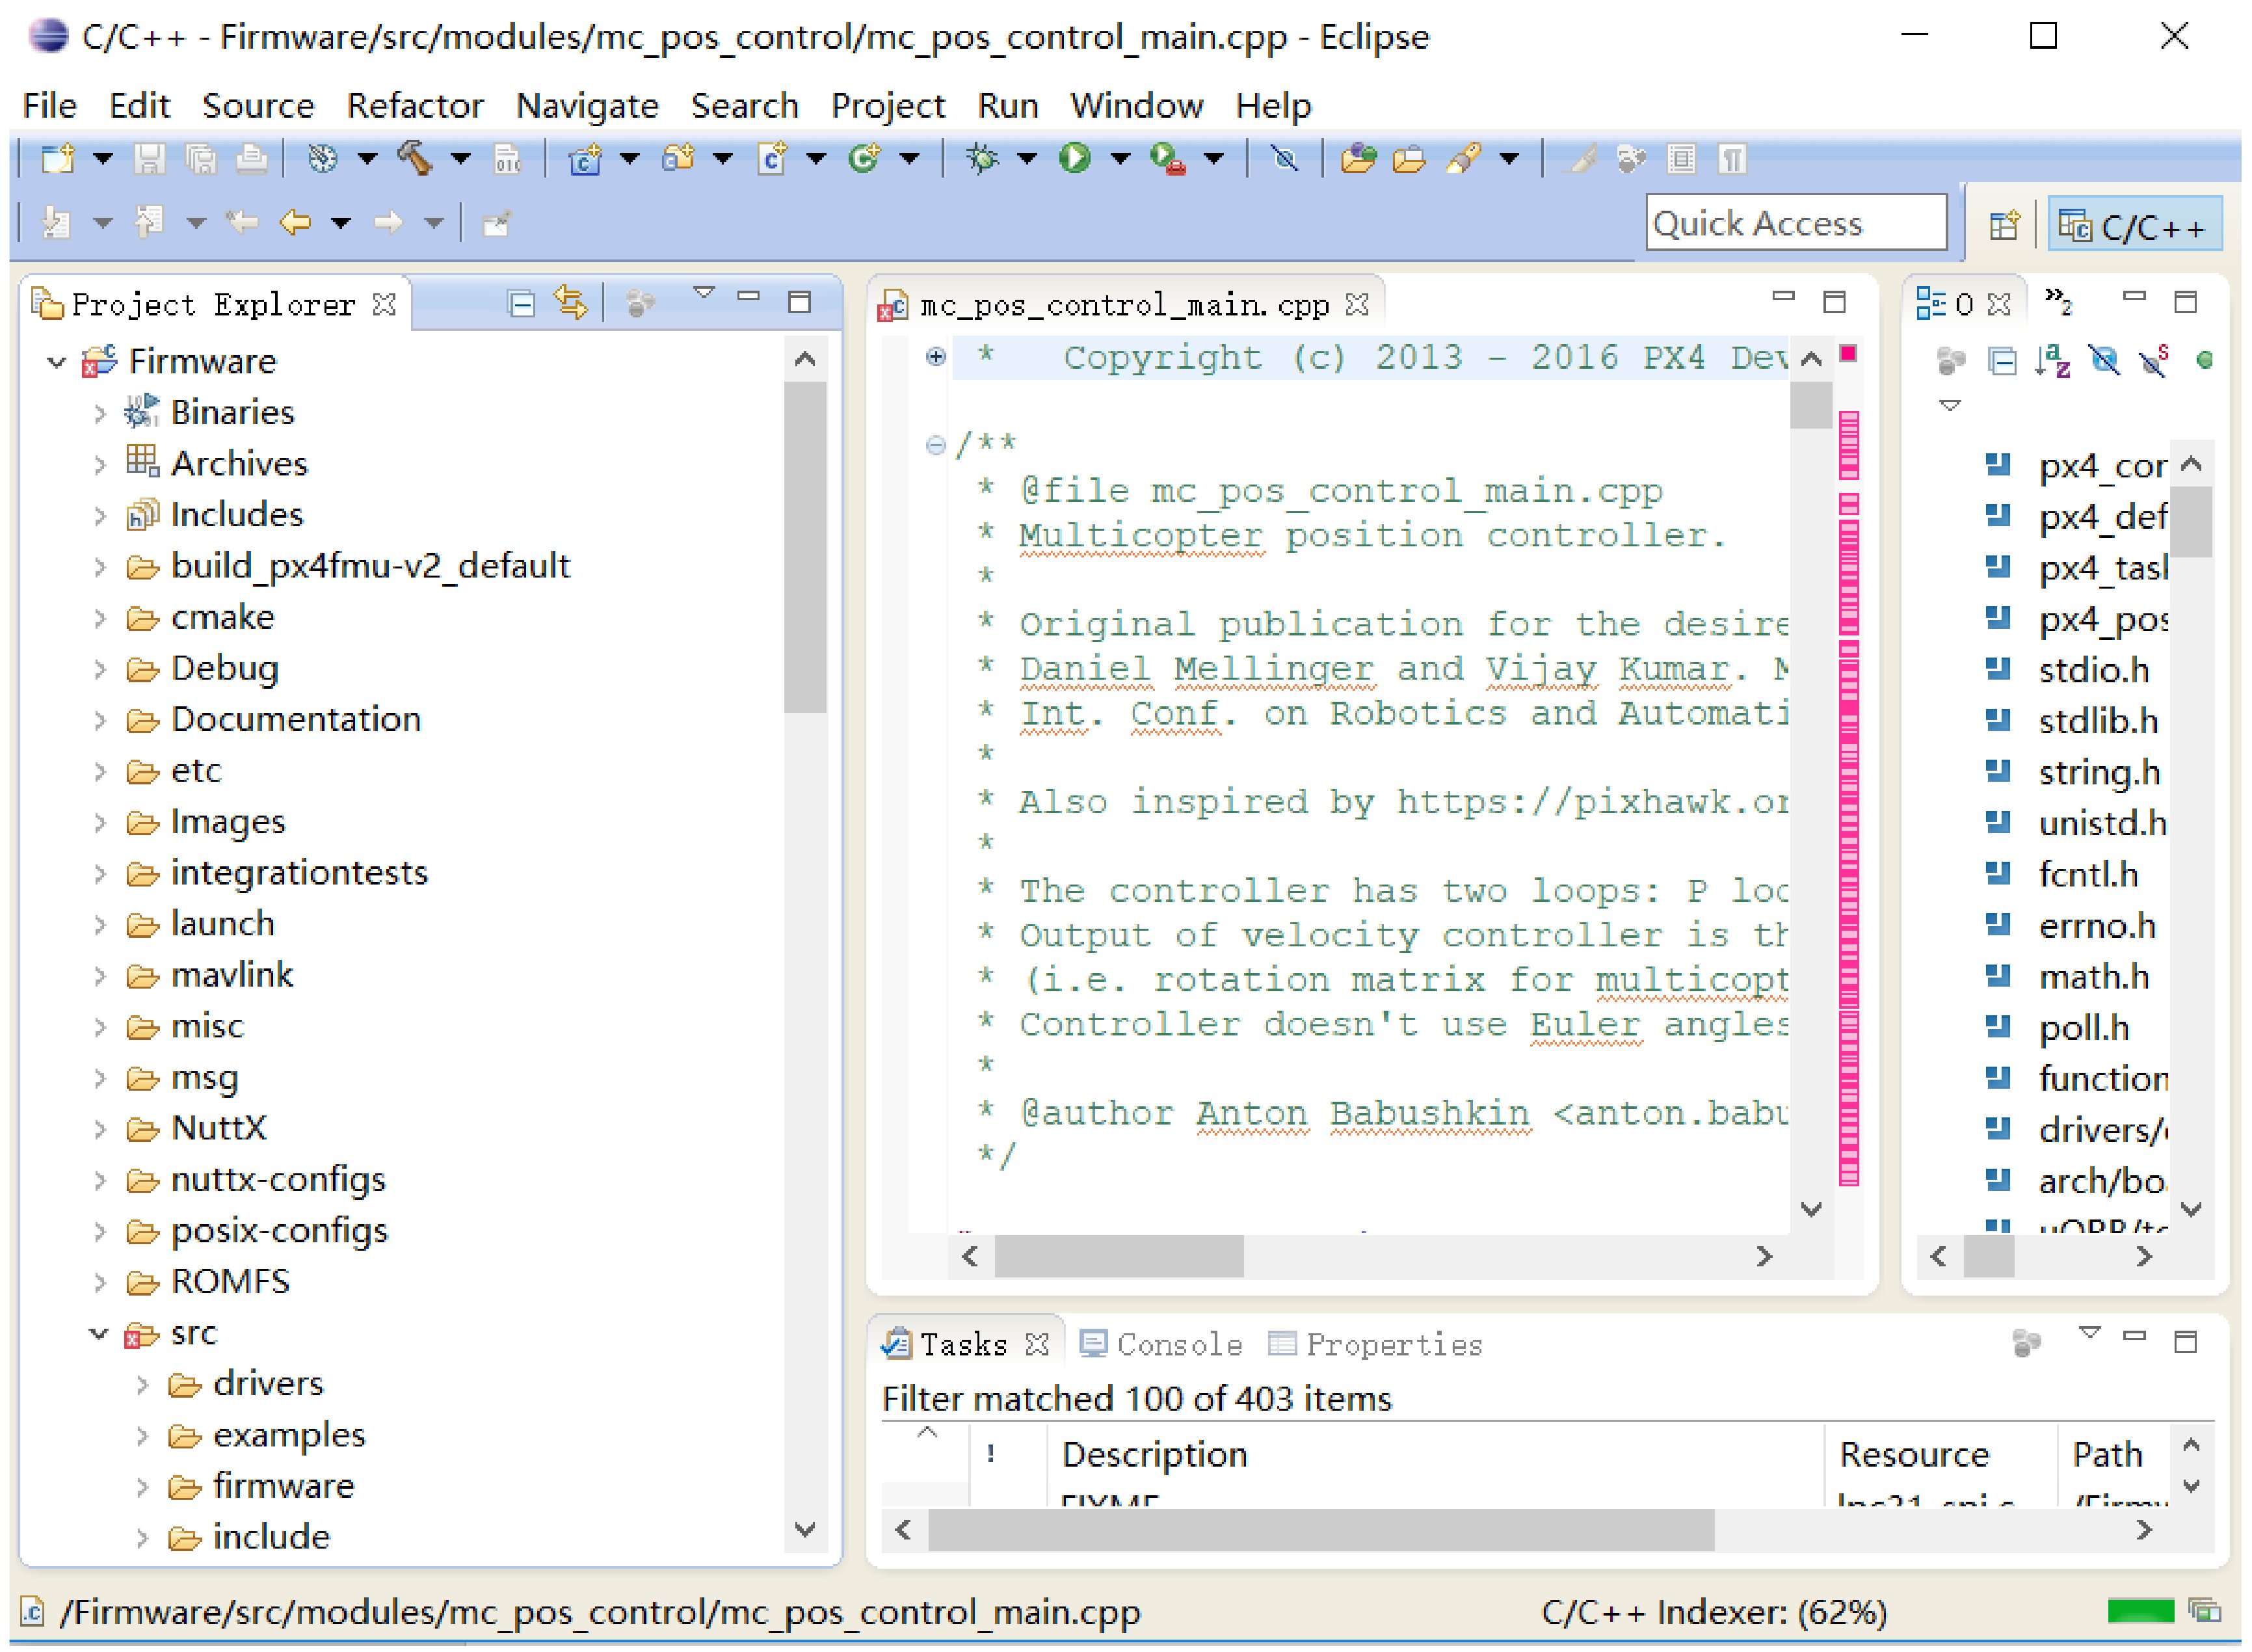 C/C++ - Firmware/src/modules/mc_pos_control/mc_pos_control_main.cpp - Eclipse
File Edit Source Refactor Navigate Search Project Run Window Help
Quick Access
C/C++
Project Explorer
Firmware
Binaries
Archives
Includes
build_px4fmu-v2_default
cmake
Debug
Documentation
etc
Images
integrationtests
launch
mavlink
misc
msg
NuttX
nuttx-configs
posix-configs
ROMFS
src
drivers
examples
firmware
include
mc_pos_control_main.cpp
* Copyright (c) 2013 - 2016 PX4 Dev
/**
* @file mc_pos_control_main.cpp
* Multicopter position controller.
*
* Original publication for the desire
* Daniel Mellinger and Vijay Kumar. M
* Int. Conf. on Robotics and Automati
*
* Also inspired by https://pixhawk.or
*
* The controller has two loops: P loo
* Output of velocity controller is th
* (i.e. rotation matrix for multicopt
* Controller doesn't use Euler angles
*
* @author Anton Babushkin <anton.babu
*/
O
»2
px4_cor
px4_def
px4_task
px4_pos
stdio.h
stdlib.h
string.h
unistd.h
fcntl.h
errno.h
math.h
poll.h
function
drivers/
arch/bo
uORB/to
Tasks Console Properties
Filter matched 100 of 403 items
! Description Resource Path
FIXME
/Firmware/src/modules/mc_pos_control/mc_pos_control_main.cpp
C/C++ Indexer: (62%)